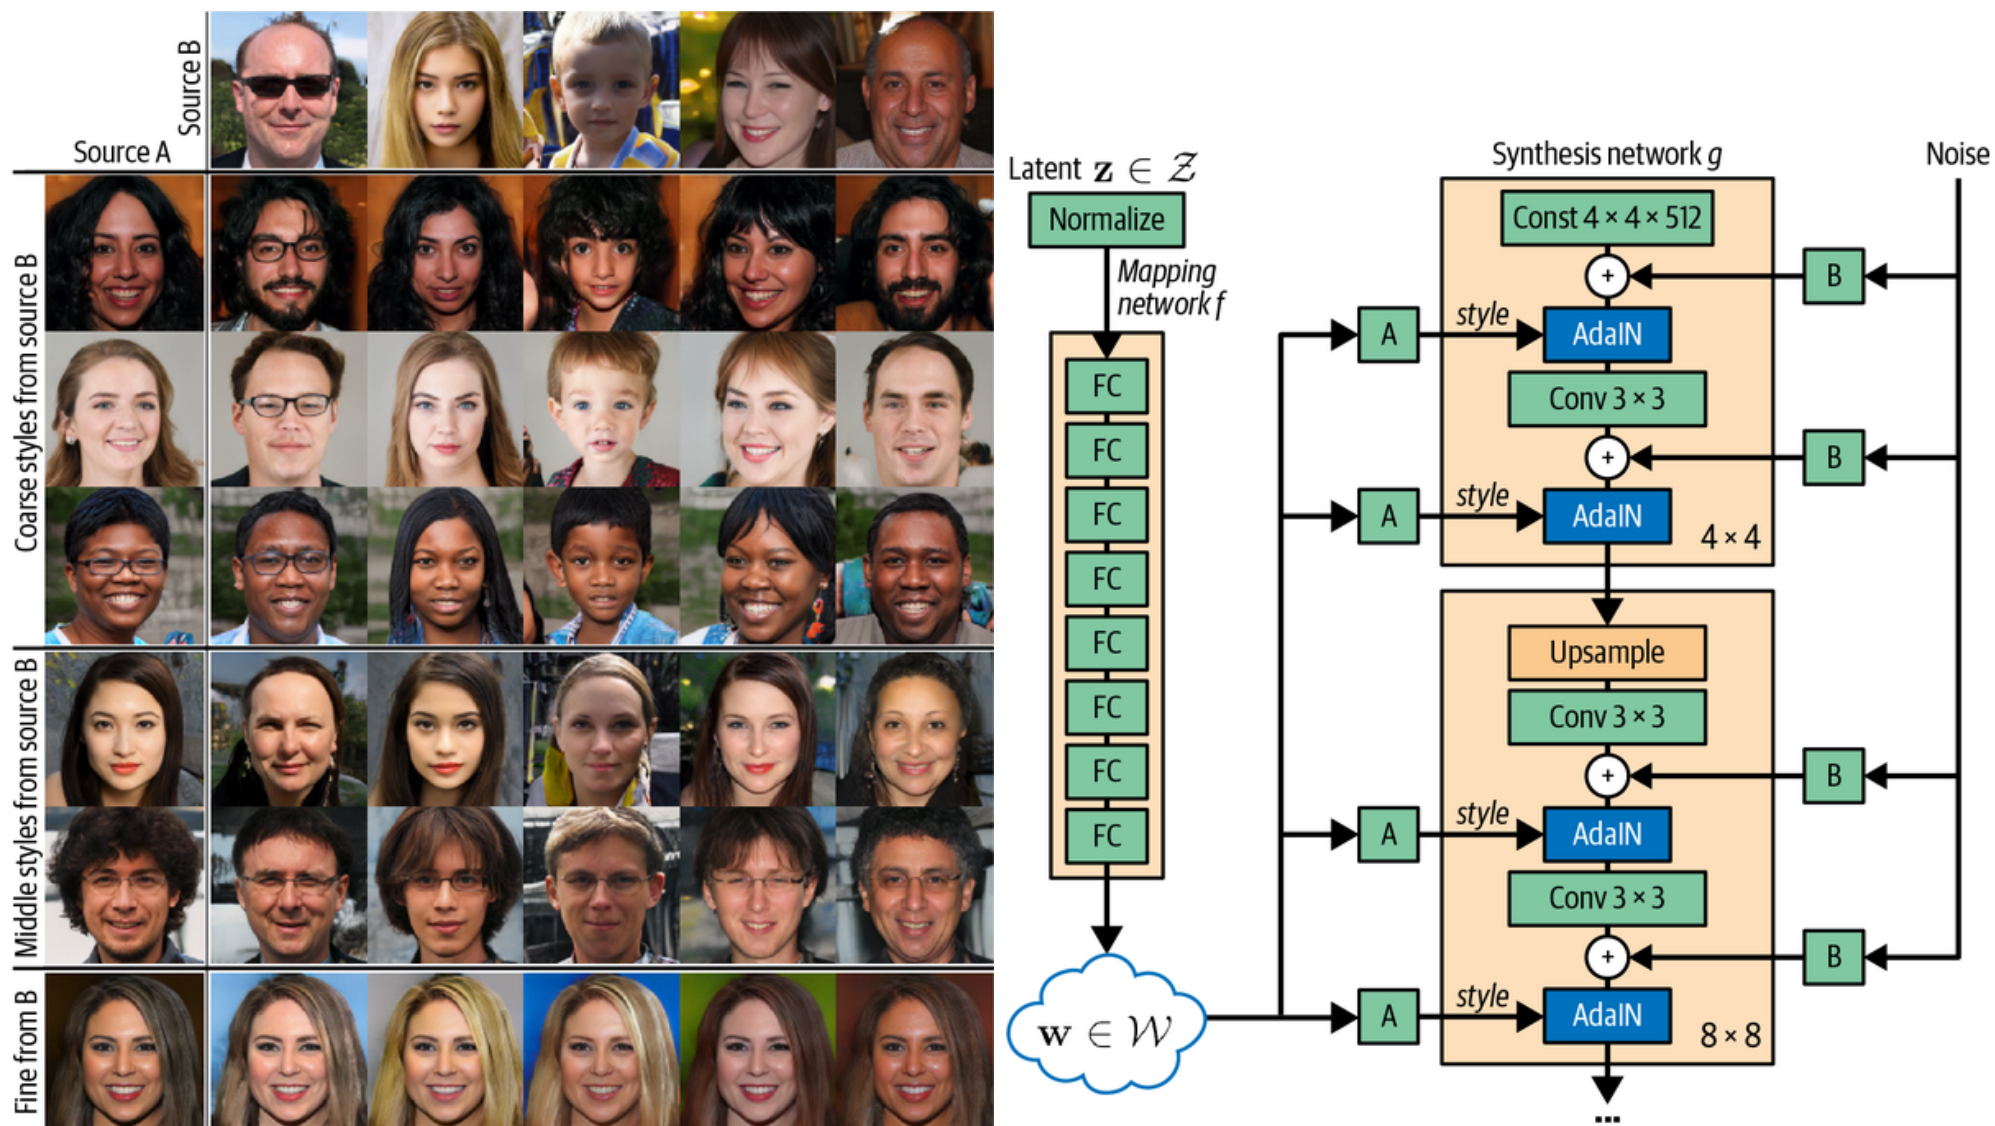 Source B
Source A
Coarse styles from source B
Middle styles from source B
Fine from B
Latent z ∈ Z
Normalize
Mapping
network f
FC
FC
FC
FC
FC
FC
FC
FC
w ∈ W
Synthesis network g
Noise
Const 4 × 4 × 512
+
B
A
style
AdaIN
Conv 3 × 3
+
B
A
style
AdaIN
4 × 4
Upsample
Conv 3 × 3
+
B
A
style
AdaIN
Conv 3 × 3
+
B
A
style
AdaIN
8 × 8
...